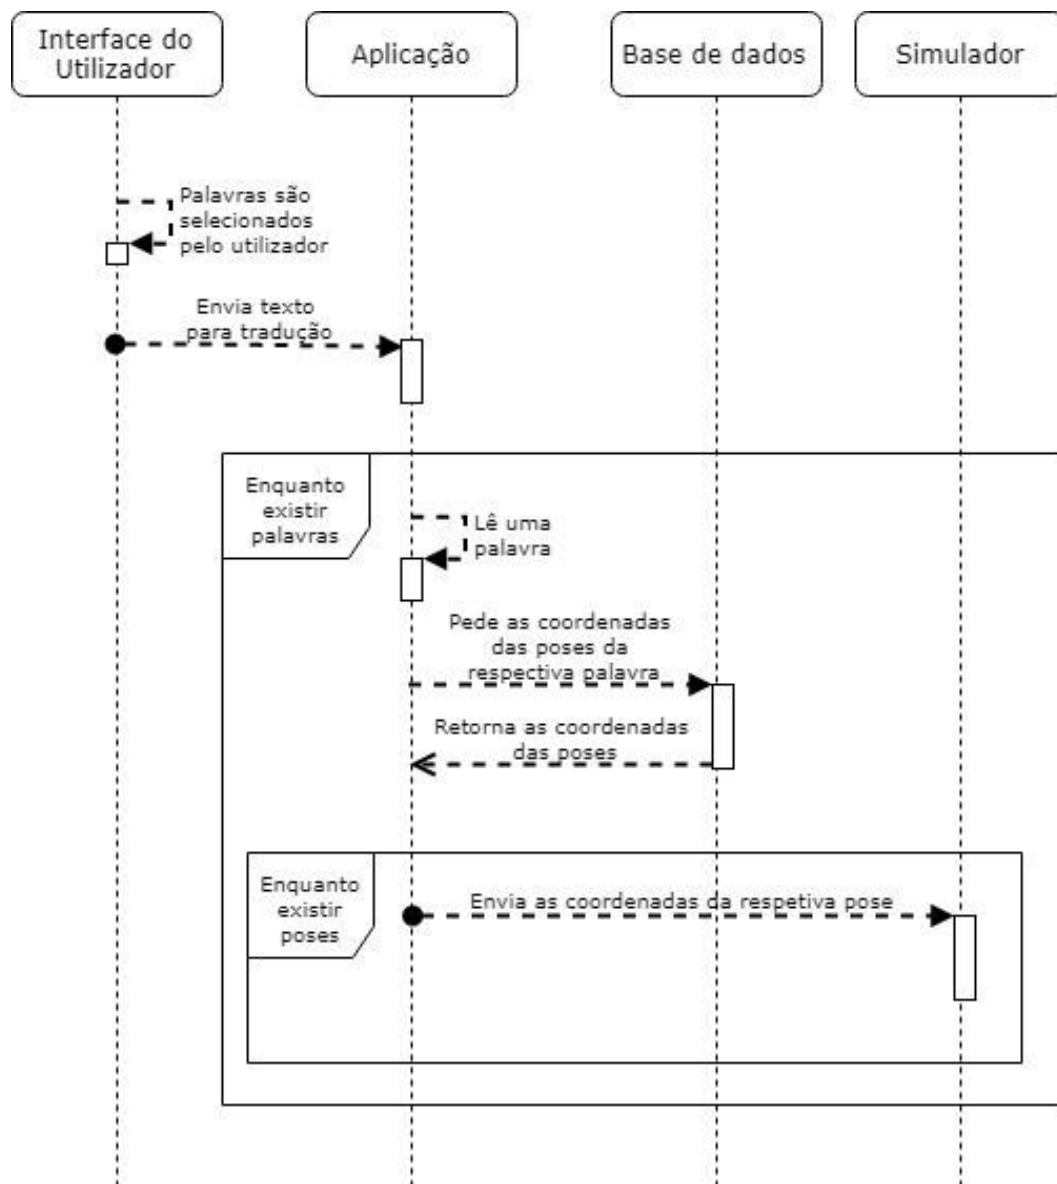 Interface do
Utilizador
Aplicação
Base de dados
Simulador
Palavras são
selecionados
pelo utilizador
Envia texto
para tradução
Enquanto
existir
palavras
Lê uma
palavra
Pede as coordenadas
das poses da
respectiva palavra
Retorna as coordenadas
das poses
Enquanto
existir
poses
Envia as coordenadas da respetiva pose